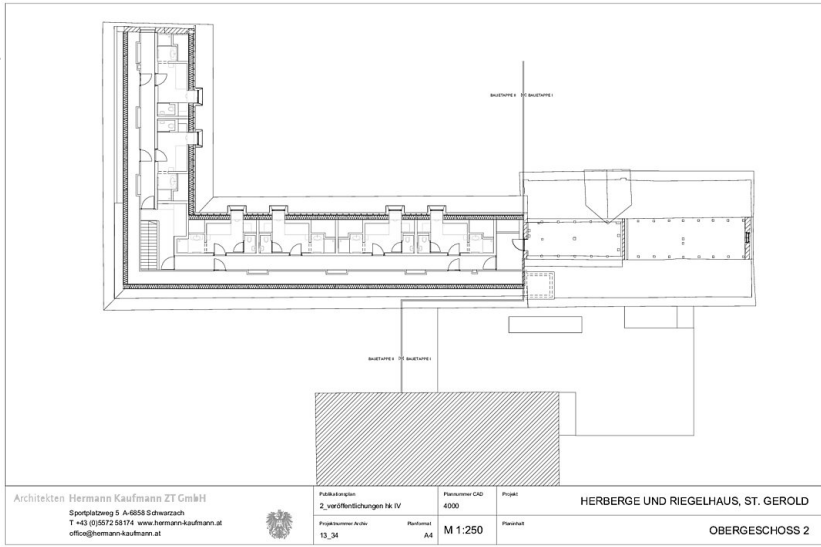 BAUETAPPE II
BAUETAPPE I
BAUETAPPE II
BAUETAPPE I
Architekten Hermann Kaufmann ZT GmbH
Sportplatzweg 5 A-6858 Schwarzach
T +43 (0)5572 58174 www.hermann-kaufmann.at
office@hermann-kaufmann.at
Publikationsplan
2_veröffentlichungen hk IV
Projektnummer Archiv
Planformat
13_34
A4
Plannummer CAD
4000
M 1:250
Projekt
HERBERGE UND RIEGELHAUS, ST. GEROLD
Planinhalt
OBERGESCHOSS 2